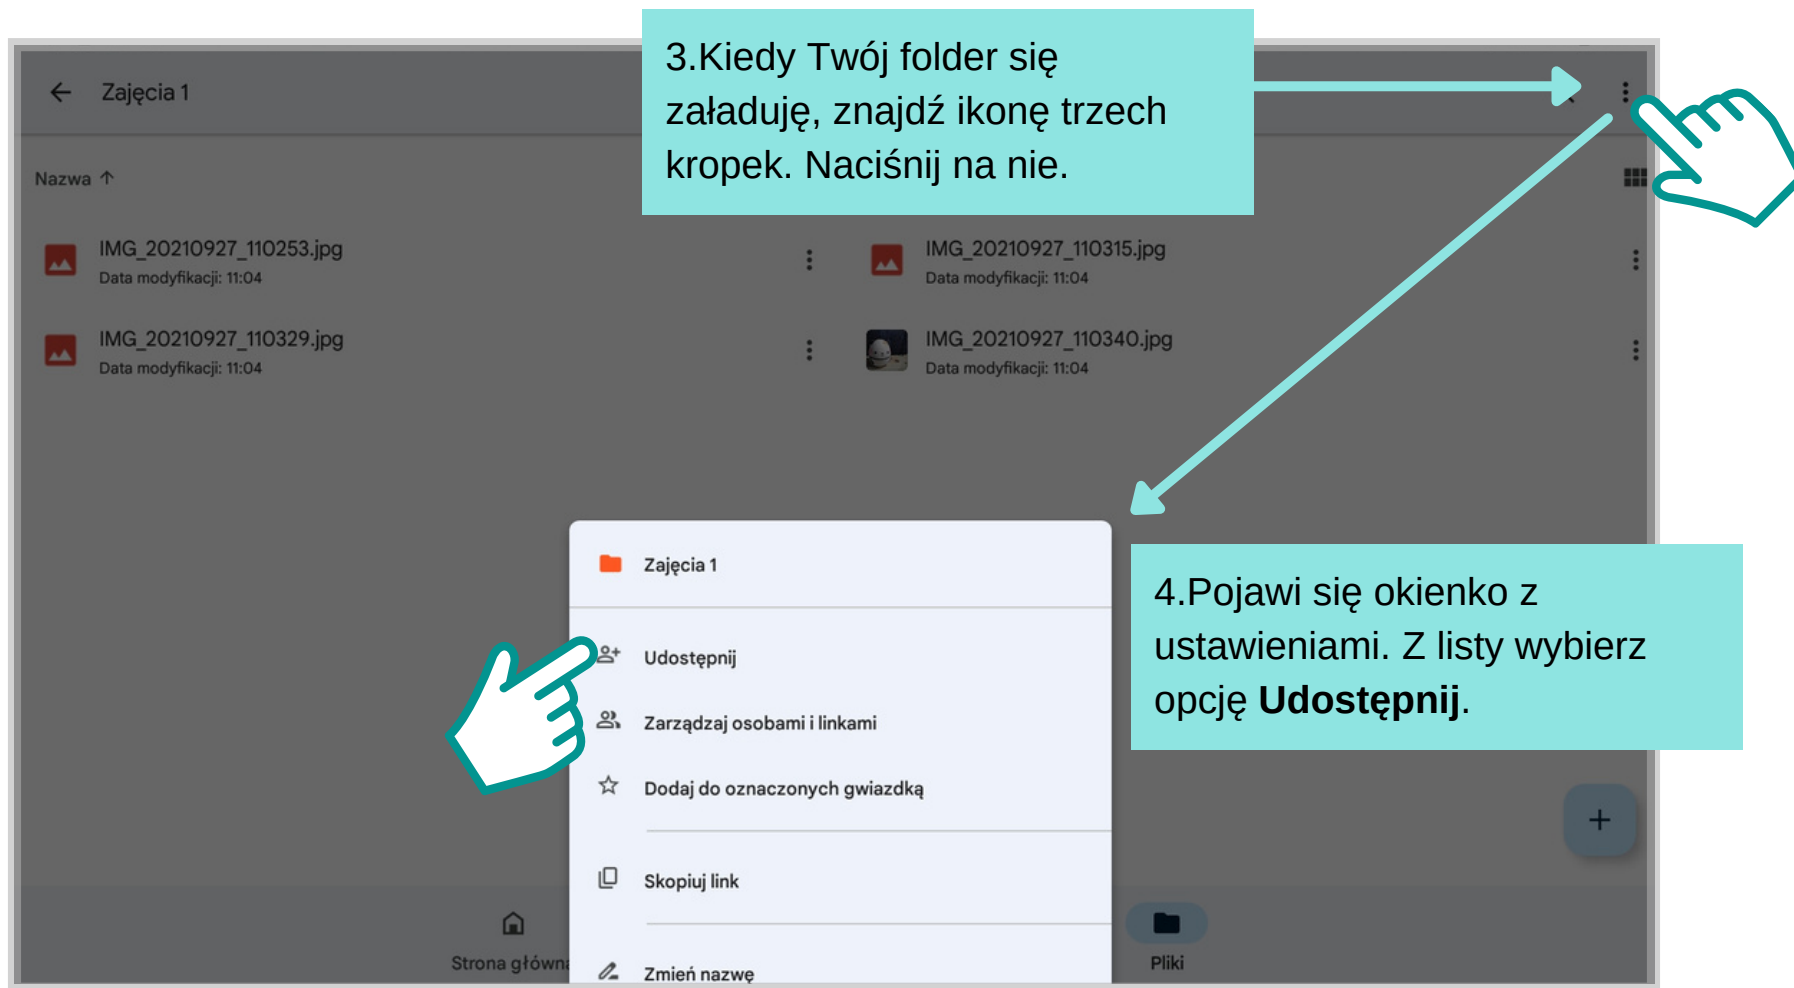 3.Kiedy Twój folder się
załaduję, znajdź ikonę trzech
kropek. Naciśnij na nie.
Zajęcia 1
Nazwa
IMG_20210927_110253.jpg
Data modyfikacji: 11:04
IMG_20210927_110315.jpg
Data modyfikacji: 11:04
IMG_20210927_110329.jpg
Data modyfikacji: 11:04
IMG_20210927_110340.jpg
Data modyfikacji: 11:04
Zajęcia 1
Udostępnij
Zarządzaj osobami i linkami
Dodaj do oznaczonych gwiazdką
Skopiuj link
Zmień nazwę
4.Pojawi się okienko z
ustawieniami. Z listy wybierz
opcję Udostępnij.
Strona główna
Pliki